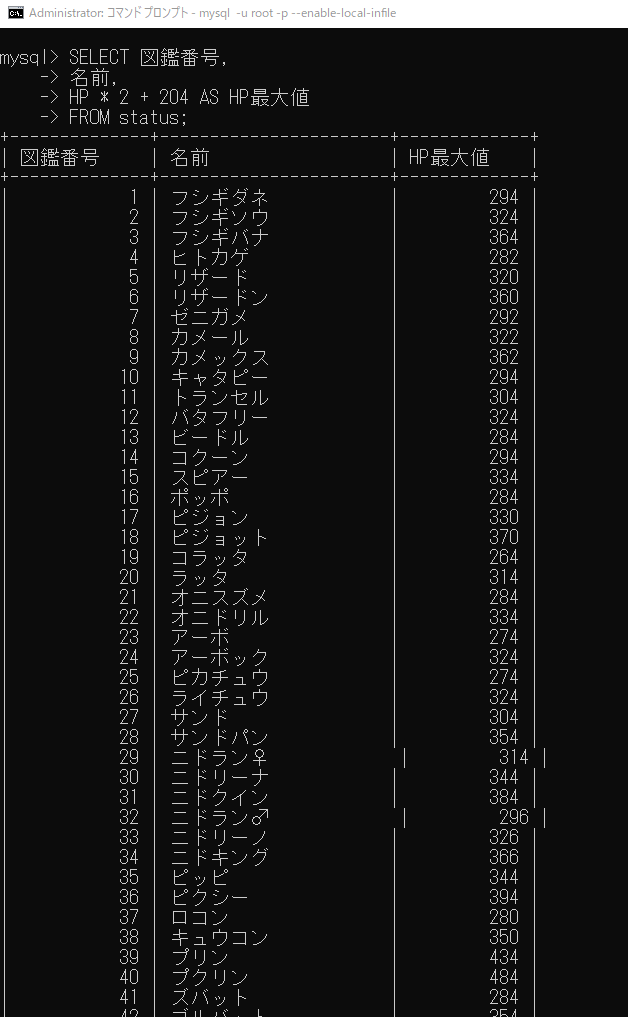 Administrator: コマンド プロンプト - mysql -u root -p --enable-local-infile
mysql> SELECT 図鑑番号,
-> 名前,
-> HP * 2 + 204 AS HP最大値
-> FROM status;
+---------------+------------------------+-------------+
| 図鑑番号 | 名前 | HP最大値 |
+---------------+------------------------+-------------+
| 1 | フシギダネ | 294 |
| 2 | フシギソウ | 324 |
| 3 | フシギバナ | 364 |
| 4 | ヒトカゲ | 282 |
| 5 | リザード | 320 |
| 6 | リザードン | 360 |
| 7 | ゼニガメ | 292 |
| 8 | カメール | 322 |
| 9 | カメックス | 362 |
| 10 | キャタピー | 294 |
| 11 | トランセル | 304 |
| 12 | バタフリー | 324 |
| 13 | ビードル | 284 |
| 14 | コクーン | 294 |
| 15 | スピアー | 334 |
| 16 | ポッポ | 284 |
| 17 | ピジョン | 330 |
| 18 | ピジョット | 370 |
| 19 | コラッタ | 264 |
| 20 | ラッタ | 314 |
| 21 | オニスズメ | 284 |
| 22 | オニドリル | 334 |
| 23 | アーボ | 274 |
| 24 | アーボック | 324 |
| 25 | ピカチュウ | 274 |
| 26 | ライチュウ | 324 |
| 27 | サンド | 304 |
| 28 | サンドパン | 354 |
| 29 | ニドラン♀ | 314 |
| 30 | ニドリーナ | 344 |
| 31 | ニドクイン | 384 |
| 32 | ニドラン♂ | 296 |
| 33 | ニドリーノ | 326 |
| 34 | ニドキング | 366 |
| 35 | ピッピ | 344 |
| 36 | ピクシー | 394 |
| 37 | ロコン | 280 |
| 38 | キュウコン | 350 |
| 39 | プリン | 434 |
| 40 | プクリン | 484 |
| 41 | ズバット | 284 |
| 42 | ゴルバット | 354 |